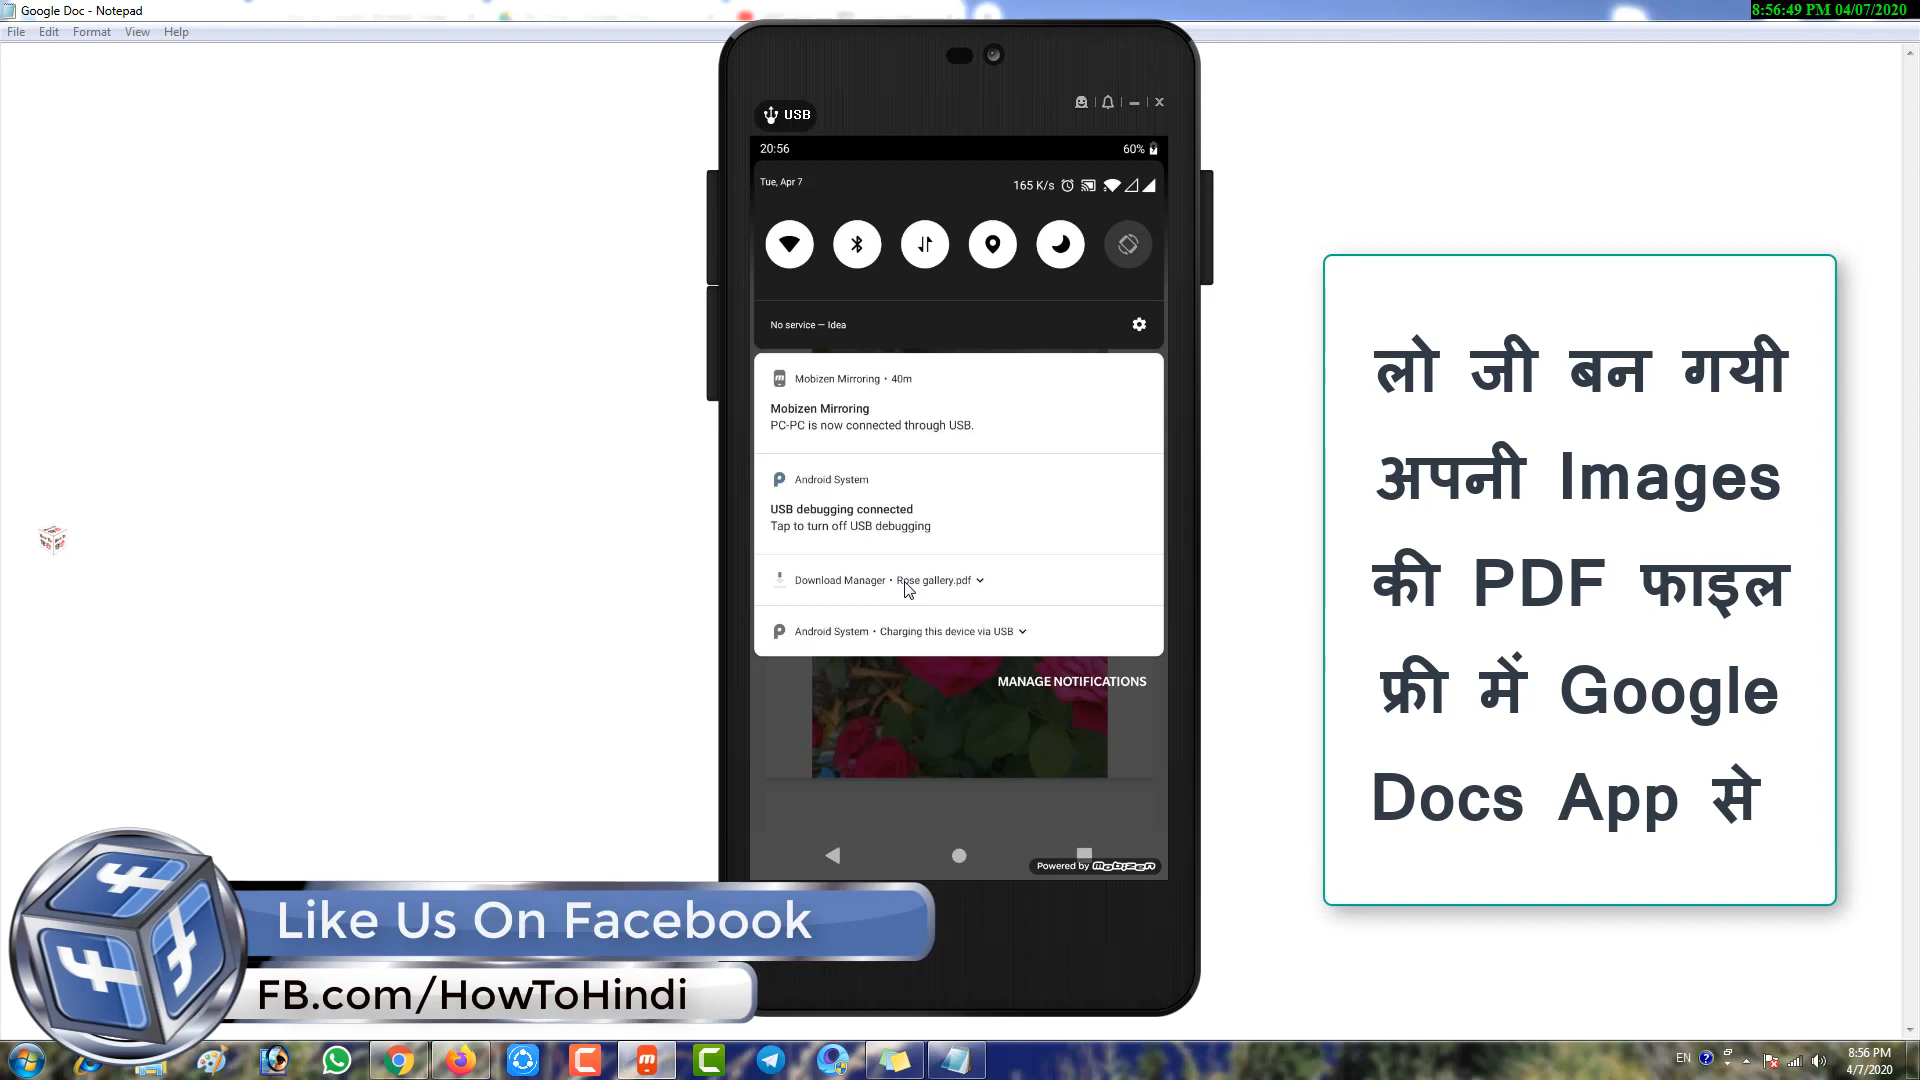 Google Doc - Notepad
8:56:49 PM 04/07/2020
File Edit Format View Help
USB
20:56
60%
Tue, Apr 7
165 K/s
No service — Idea
Mobizen Mirroring • 40m
Mobizen Mirroring
PC-PC is now connected through USB.
Android System
USB debugging connected
Tap to turn off USB debugging
Download Manager • Rose gallery.pdf
Android System • Charging this device via USB
MANAGE NOTIFICATIONS
Powered by mobizen
लो जी बन गयी
अपनी Images
की PDF फाइल
फ्री में Google
Docs App से
Like Us On Facebook
FB.com/HowToHindi
EN
8:56 PM
4/7/2020